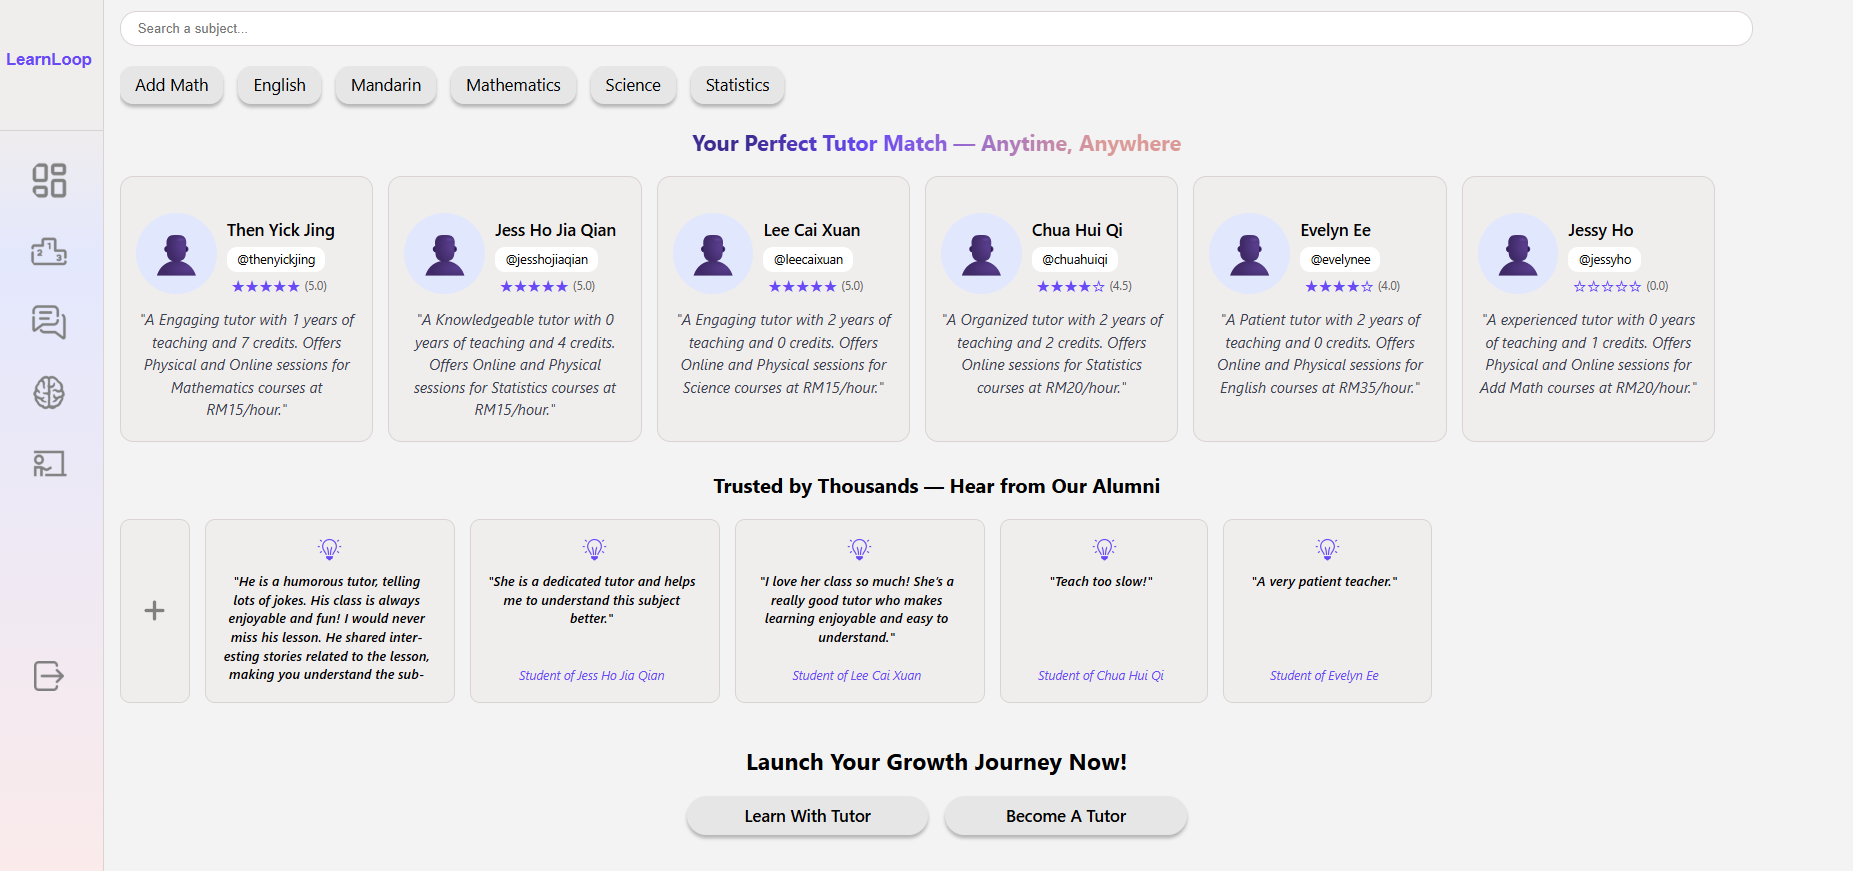 LearnLoop
Search a subject...
Add Math
English
Mandarin
Mathematics
Science
Statistics
Your Perfect Tutor Match — Anytime, Anywhere
Then Yick Jing
@thenyickjing
★★★★★ (5.0)
"A Engaging tutor with 1 years of
teaching and 7 credits. Offers
Physical and Online sessions for
Mathematics courses at
RM15/hour."
Jess Ho Jia Qian
@jesshojiaqian
★★★★★ (5.0)
"A Knowledgeable tutor with 0
years of teaching and 4 credits.
Offers Online and Physical
sessions for Statistics courses at
RM15/hour."
Lee Cai Xuan
@leecaixuan
★★★★★ (5.0)
"A Engaging tutor with 2 years of
teaching and 0 credits. Offers
Online and Physical sessions for
Science courses at RM15/hour."
Chua Hui Qi
@chuahuiqi
★★★★☆ (4.5)
"A Organized tutor with 2 years of
teaching and 2 credits. Offers
Online sessions for Statistics
courses at RM20/hour."
Evelyn Ee
@evelynee
★★★★☆ (4.0)
"A Patient tutor with 2 years of
teaching and 0 credits. Offers
Online and Physical sessions for
English courses at RM35/hour."
Jessy Ho
@jessyho
☆☆☆☆☆ (0.0)
"A experienced tutor with 0 years
of teaching and 1 credits. Offers
Physical and Online sessions for
Add Math courses at RM20/hour."
Trusted by Thousands — Hear from Our Alumni
+
"He is a humorous tutor, telling
lots of jokes. His class is always
enjoyable and fun! I would never
miss his lesson. He shared inter-
esting stories related to the lesson,
making you understand the sub-
"She is a dedicated tutor and helps
me to understand this subject
better."
Student of Jess Ho Jia Qian
"I love her class so much! She's a
really good tutor who makes
learning enjoyable and easy to
understand."
Student of Lee Cai Xuan
"Teach too slow!"
Student of Chua Hui Qi
"A very patient teacher."
Student of Evelyn Ee
Launch Your Growth Journey Now!
Learn With Tutor
Become A Tutor